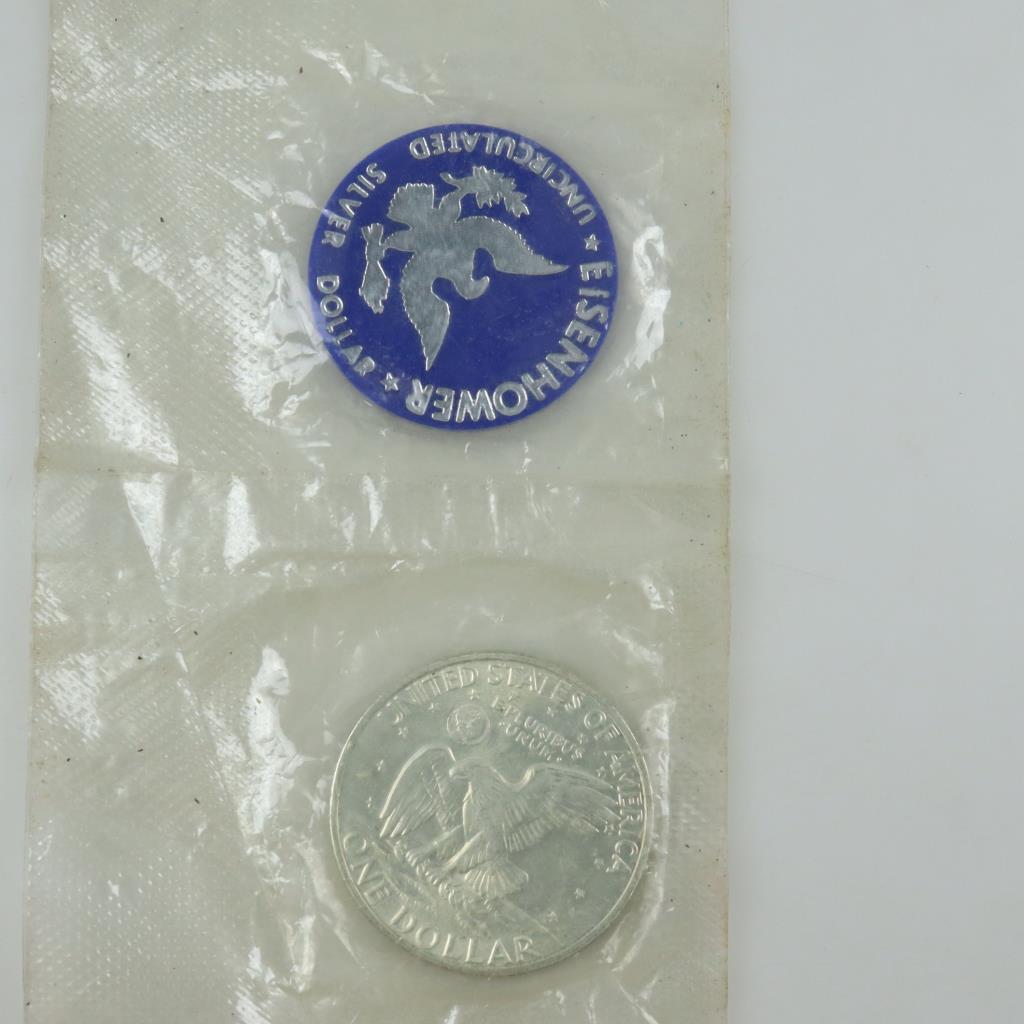 EISENHOWER
★ UNCIRCULATED SILVER DOLLAR ★
UNITED STATES OF AMERICA
E PLURIBUS
UNUM
ONE DOLLAR